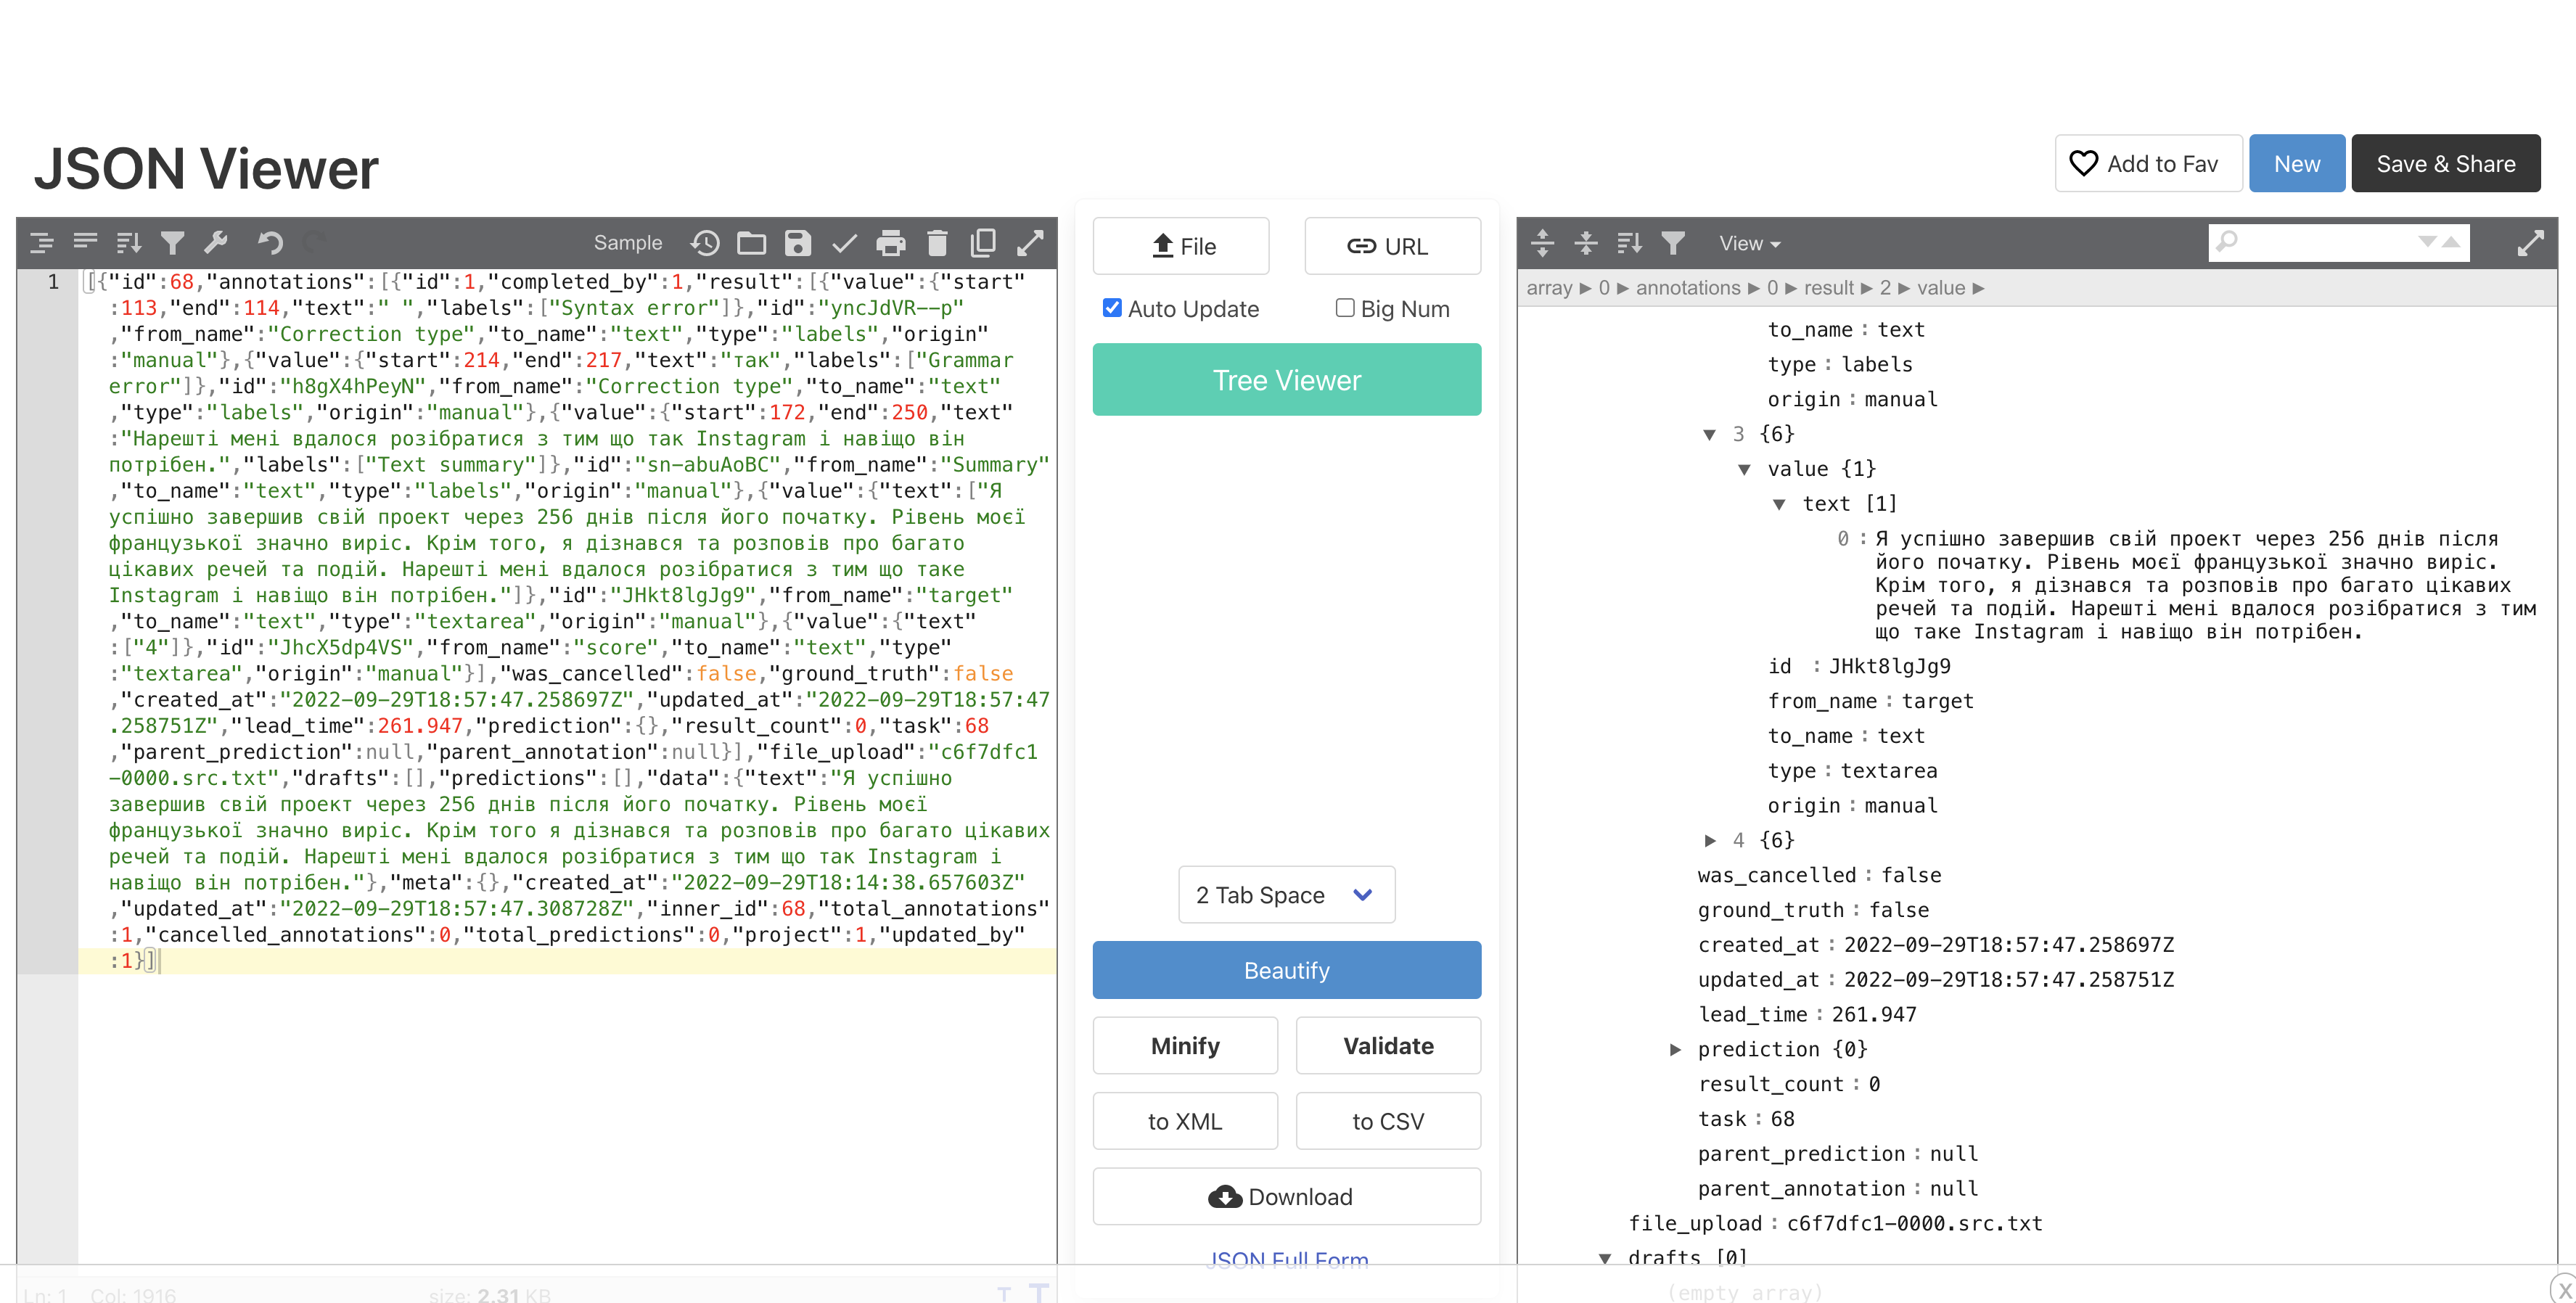 JSON Viewer
Add to Fav
New
Save & Share
Sample
1
[{"id":68,"annotations":[{"id":1,"completed_by":1,"result":[{"value":{"start"
:113,"end":114,"text":" ","labels":["Syntax error"]},"id":"yncJdVR--p"
,"from_name":"Correction type","to_name":"text","type":"labels","origin"
:"manual"},{"value":{"start":214,"end":217,"text":"так","labels":["Grammar
error"]},"id":"h8gX4hPeyN","from_name":"Correction type","to_name":"text"
,"type":"labels","origin":"manual"},{"value":{"start":172,"end":250,"text"
:"Нарешті мені вдалося розібратися з тим що так Instagram і навіщо він
потрібен.","labels":["Text summary"]},"id":"sn-abuAoBC","from_name":"Summary"
,"to_name":"text","type":"labels","origin":"manual"},{"value":{"text":["Я
успішно завершив свій проект через 256 днів після його початку. Рівень моєї
французької значно виріс. Крім того, я дізнався та розповів про багато
цікавих речей та подій. Нарешті мені вдалося розібратися з тим що таке
Instagram і навіщо він потрібен."]},"id":"JHkt8lgJg9","from_name":"target"
,"to_name":"text","type":"textarea","origin":"manual"},{"value":{"text"
:["4"]},"id":"JhcX5dp4VS","from_name":"score","to_name":"text","type"
:"textarea","origin":"manual"}],"was_cancelled":false,"ground_truth":false
,"created_at":"2022-09-29T18:57:47.258697Z","updated_at":"2022-09-29T18:57:47
.258751Z","lead_time":261.947,"prediction":{},"result_count":0,"task":68
,"parent_prediction":null,"parent_annotation":null}],"file_upload":"c6f7dfc1
-0000.src.txt","drafts":[],"predictions":[],"data":{"text":"Я успішно
завершив свій проект через 256 днів після його початку. Рівень моєї
французької значно виріс. Крім того я дізнався та розповів про багато цікавих
речей та подій. Нарешті мені вдалося розібратися з тим що так Instagram і
навіщо він потрібен."},"meta":{},"created_at":"2022-09-29T18:14:38.657603Z"
,"updated_at":"2022-09-29T18:57:47.308728Z","inner_id":68,"total_annotations"
:1,"cancelled_annotations":0,"total_predictions":0,"project":1,"updated_by"
:1}]
Ln: 1 Col: 1916 size: 2.31 KB
File
URL
Auto Update
Big Num
Tree Viewer
2 Tab Space
Beautify
Minify
Validate
to XML
to CSV
Download
JSON Full Form
View
array ► 0 ► annotations ► 0 ► result ► 2 ► value ►
to_name : text
type : labels
origin : manual
3 {6}
value {1}
text [1]
0 : Я успішно завершив свій проект через 256 днів після
його початку. Рівень моєї французької значно виріс.
Крім того, я дізнався та розповів про багато цікавих
речей та подій. Нарешті мені вдалося розібратися з тим
що таке Instagram і навіщо він потрібен.
id : JHkt8lgJg9
from_name : target
to_name : text
type : textarea
origin : manual
4 {6}
was_cancelled : false
ground_truth : false
created_at : 2022-09-29T18:57:47.258697Z
updated_at : 2022-09-29T18:57:47.258751Z
lead_time : 261.947
prediction {0}
result_count : 0
task : 68
parent_prediction : null
parent_annotation : null
file_upload : c6f7dfc1-0000.src.txt
drafts [0]
(empty array)